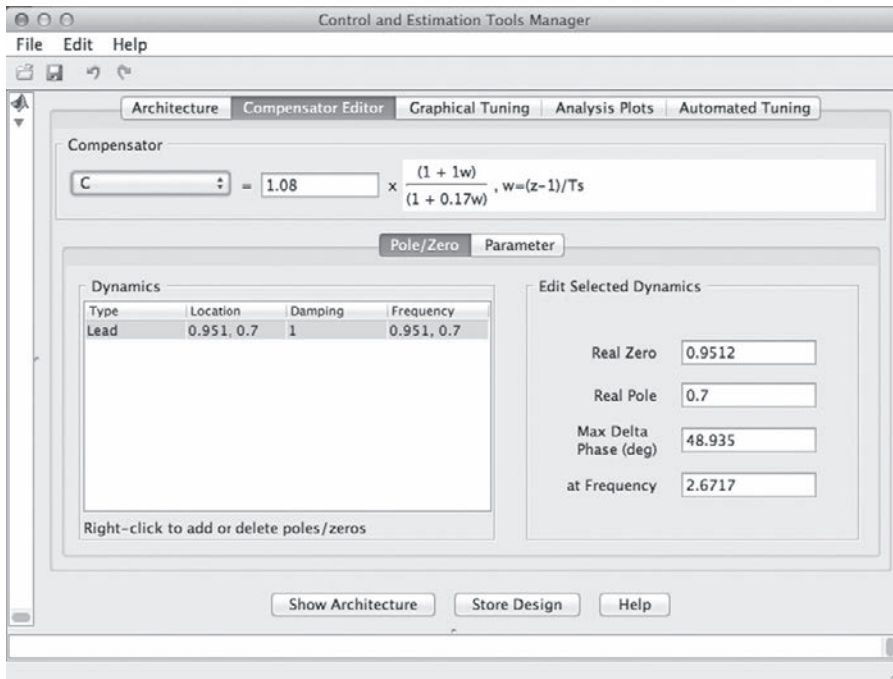 Control and Estimation Tools Manager
File Edit Help
Architecture Compensator Editor Graphical Tuning Analysis Plots Automated Tuning
Compensator
C = 1.08 × (1 + 1w) / (1 + 0.17w) , w=(z-1)/Ts
Pole/Zero Parameter
Dynamics
Type Location Damping Frequency
Lead 0.951, 0.7 1 0.951, 0.7
Right-click to add or delete poles/zeros
Edit Selected Dynamics
Real Zero 0.9512
Real Pole 0.7
Max Delta
Phase (deg) 48.935
at Frequency 2.6717
Show Architecture Store Design Help